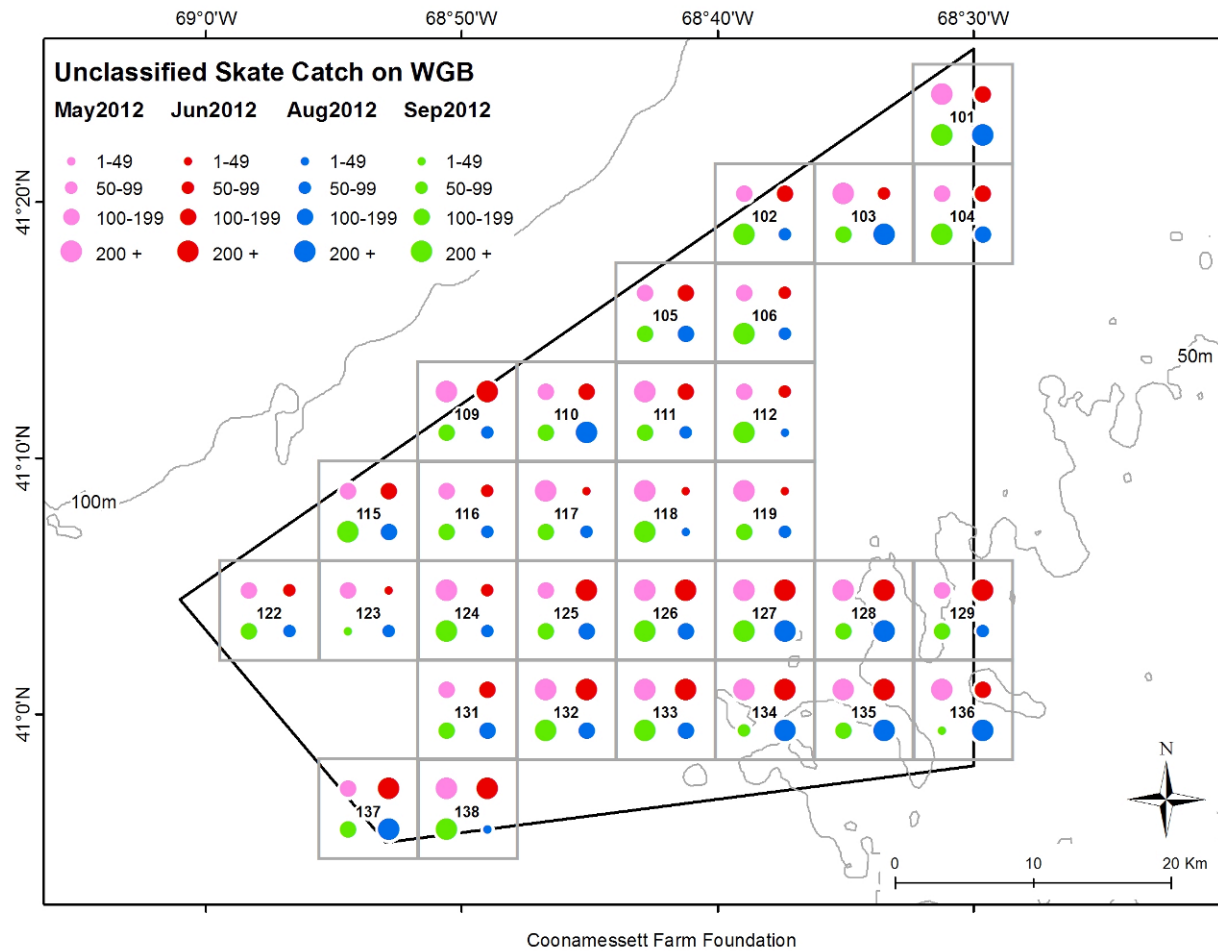 69°0'W 68°50'W 68°40'W 68°30'W
Unclassified Skate Catch on WGB
May2012 Jun2012 Aug2012 Sep2012
1-49 1-49 1-49 1-49
50-99 50-99 50-99 50-99
100-199 100-199 100-199 100-199
200 + 200 + 200 + 200 +
41°20'N
41°10'N
41°0'N
101
102 103 104
105 106
50m
109 110 111 112
100m
115 116 117 118 119
122 123 124 125 126 127 128 129
131 132 133 134 135 136
137 138
N
0 10 20 Km
Coonamessett Farm Foundation